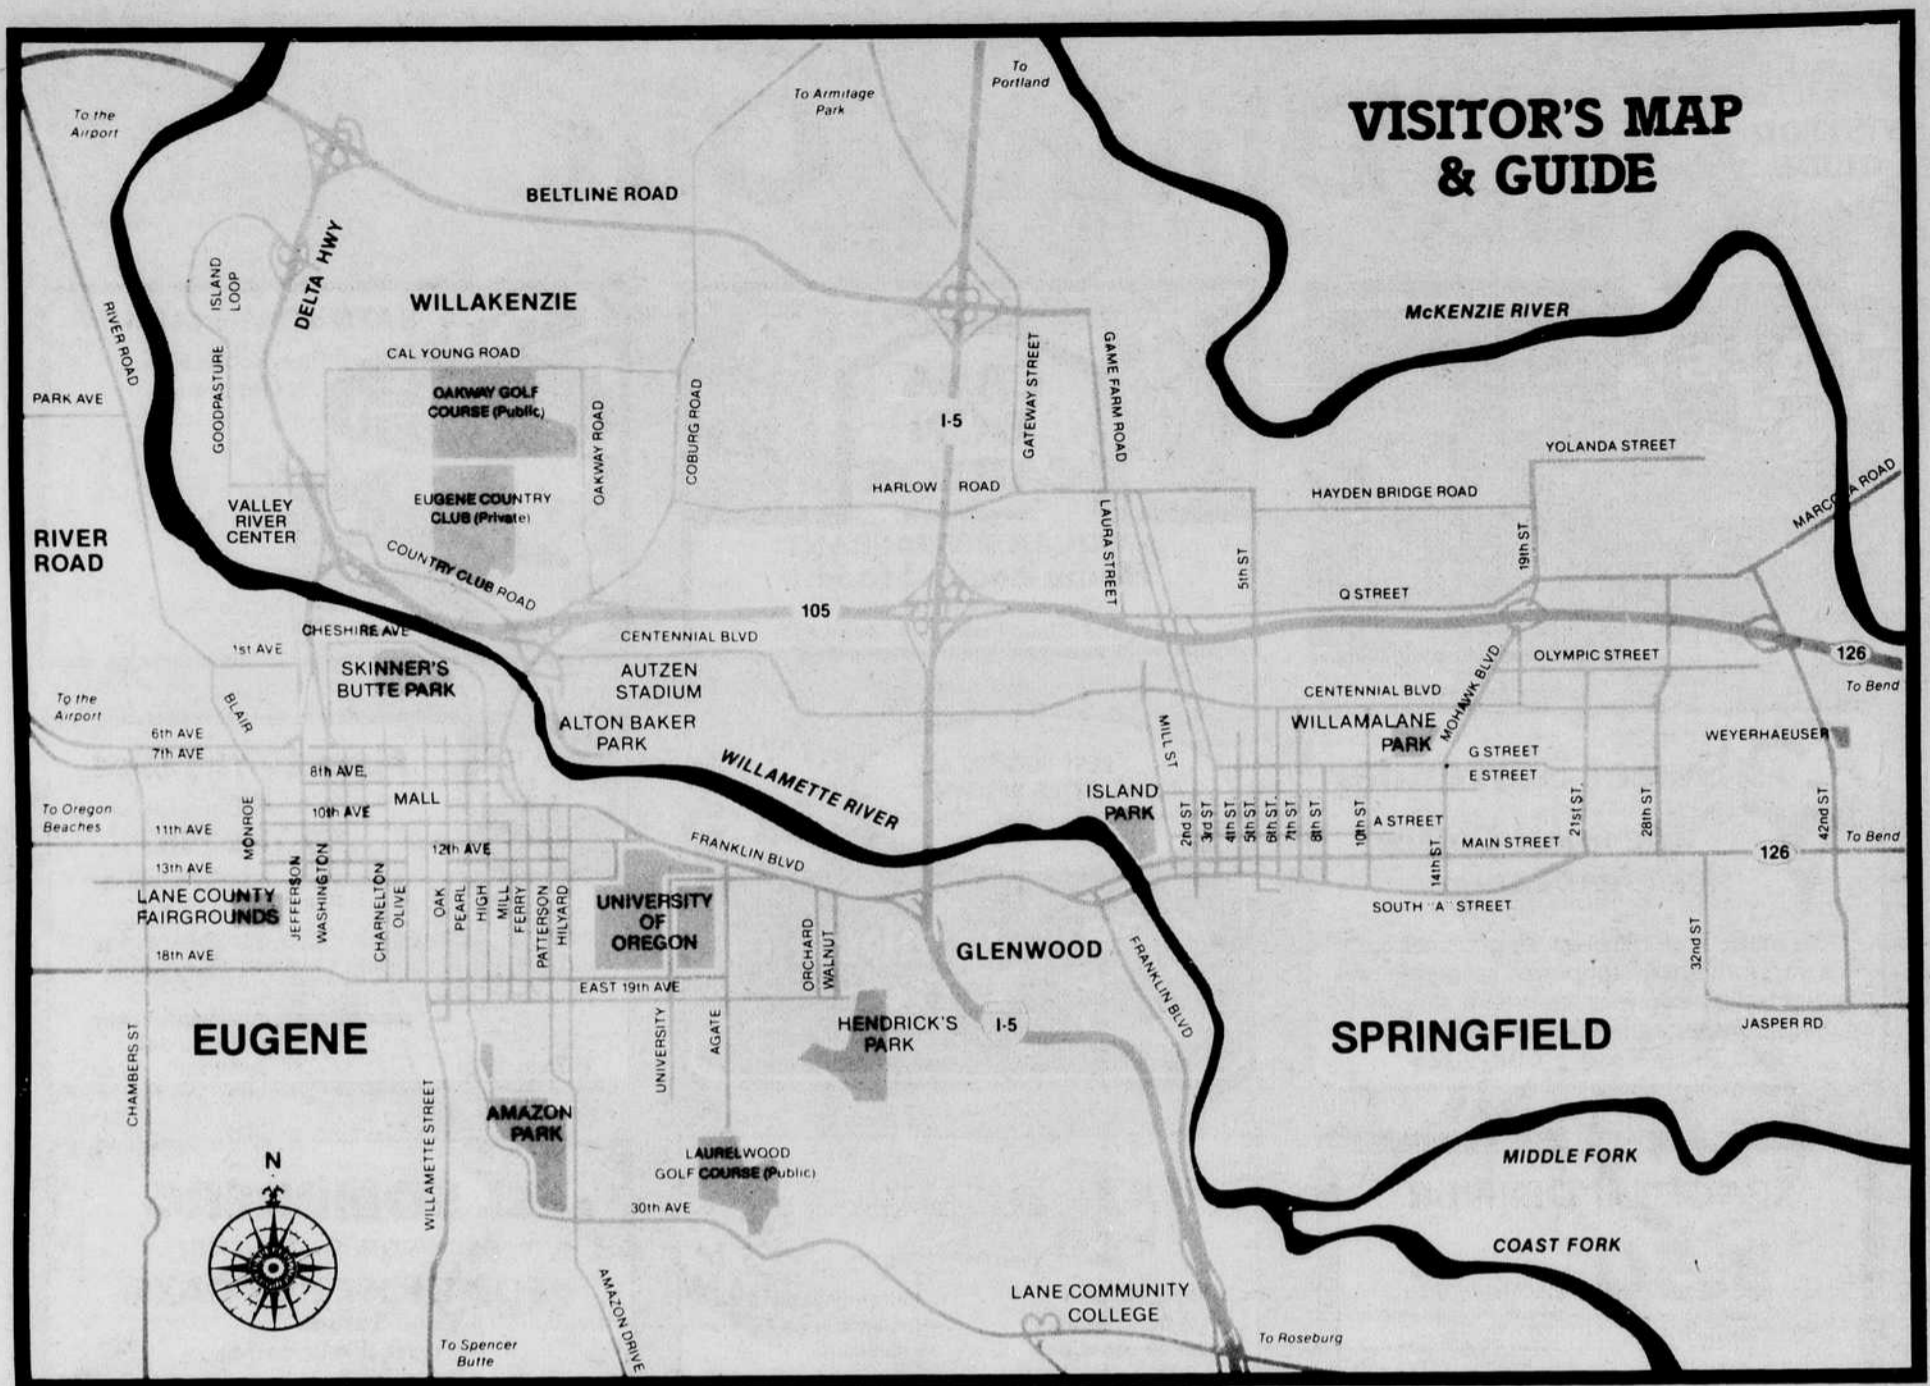 VISITOR'S MAP
& GUIDE
To
Portland
To Armitage
Park
To the
Airport
BELTLINE ROAD
DELTA HWY
ISLAND
LOOP
WILLAKENZIE
McKENZIE RIVER
RIVER ROAD
CAL YOUNG ROAD
GOODPASTURE
PARK AVE
OAKWAY GOLF
COURSE (Public)
OAKWAY ROAD
COBURG ROAD
I-5
GATEWAY STREET
GAME FARM ROAD
YOLANDA STREET
MARCOLA ROAD
HARLOW ROAD
HAYDEN BRIDGE ROAD
EUGENE COUNTRY
CLUB (Private)
VALLEY
RIVER
CENTER
RIVER
ROAD
COUNTRY CLUB ROAD
LAURA STREET
5th ST
19th ST
Q STREET
105
CHESHIRE AVE
CENTENNIAL BLVD
1st AVE
SKINNER'S
BUTTE PARK
AUTZEN
STADIUM
OLYMPIC STREET
126
To Bend
CENTENNIAL BLVD
MOHAWK BLVD
To the
Airport
BLAIR
ALTON BAKER
PARK
MILL ST
WILLAMALANE
PARK
WEYERHAEUSER
6th AVE
7th AVE
G STREET
E STREET
8th AVE.
WILLAMETTE RIVER
MALL
ISLAND
PARK
To Oregon
Beaches
10th AVE
11th AVE
MONROE
2nd ST
3rd ST
4th ST
5th ST.
6th ST.
7th ST
8th ST
10th ST
A STREET
14th ST
MAIN STREET
21st ST.
28th ST.
42nd ST
To Bend
126
12th AVE
FRANKLIN BLVD
13th AVE
LANE COUNTY
FAIRGROUNDS
JEFFERSON
WASHINGTON
CHARNELTON
OLIVE
OAK
PEARL
HIGH
MILL
FERRY
PATTERSON
HILYARD
UNIVERSITY
OF
OREGON
ORCHARD
WALNUT
SOUTH "A" STREET
GLENWOOD
FRANKLIN BLVD
32nd ST
18th AVE
EAST 19th AVE
EUGENE
CHAMBERS ST
UNIVERSITY
AGATE
HENDRICK'S
PARK
I-5
SPRINGFIELD
JASPER RD
WILLAMETTE STREET
AMAZON
PARK
LAURELWOOD
GOLF COURSE (Public)
MIDDLE FORK
N
30th AVE
COAST FORK
AMAZON DRIVE
LANE COMMUNITY
COLLEGE
To Spencer
Butte
To Roseburg